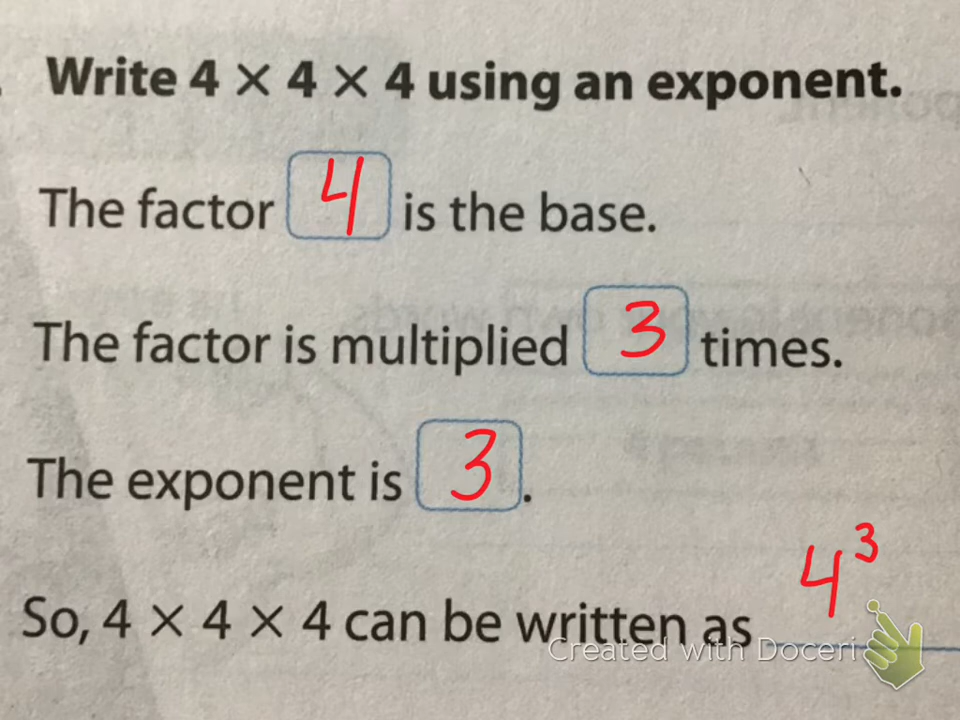 Write 4 × 4 × 4 using an exponent.
The factor 4 is the base.
The factor is multiplied 3 times.
The exponent is 3.
So, 4 × 4 × 4 can be written as 4³
Created with Doceri